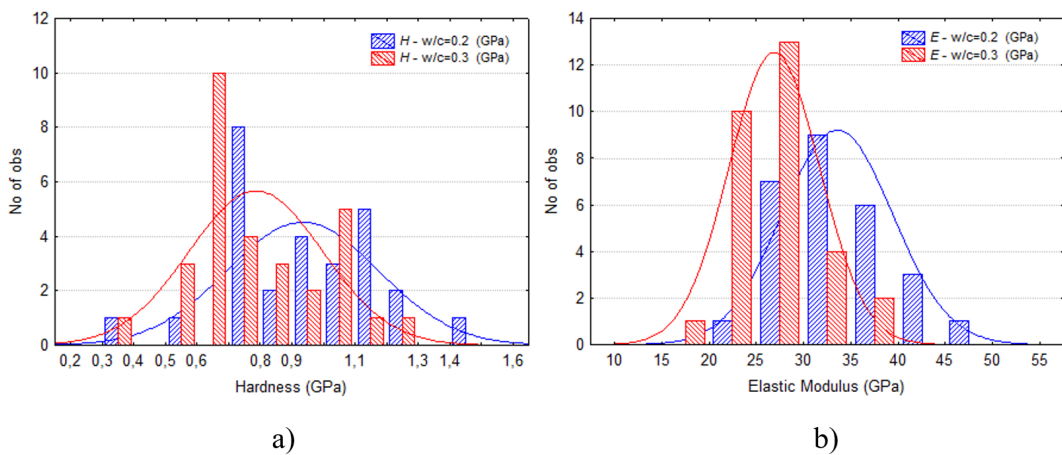 12
10
8
6
4
2
0
No of obs
H - w/c=0.2 (GPa)
H - w/c=0.3 (GPa)
0,2 0,3 0,4 0,5 0,6 0,8 0,9 1,1 1,3 1,4 1,6
Hardness (GPa)
a)
14
12
10
8
6
4
2
0
No of obs
E - w/c=0.2 (GPa)
E - w/c=0.3 (GPa)
10 15 20 25 30 35 40 45 50 55
Elastic Modulus (GPa)
b)